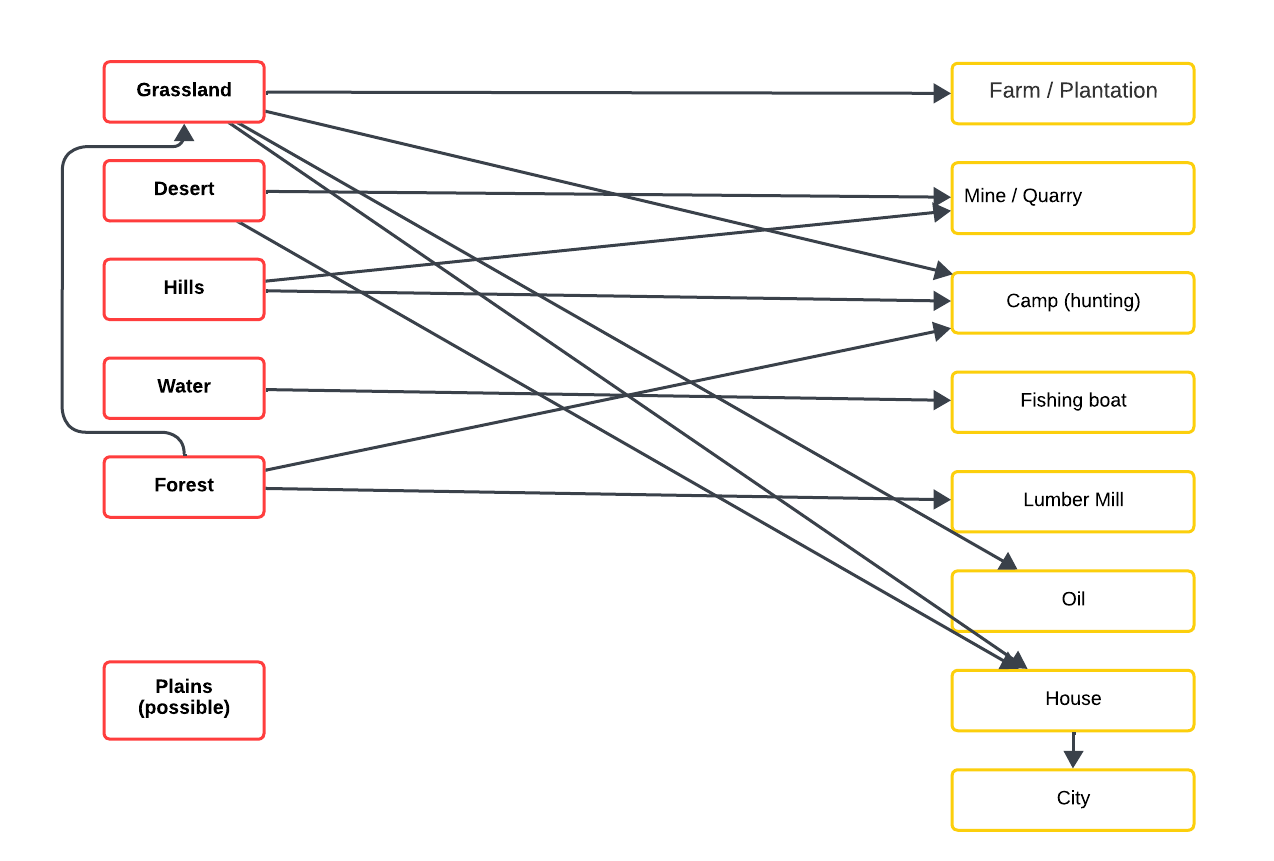 Grassland
Farm / Plantation
Desert
Mine / Quarry
Hills
Camp (hunting)
Water
Fishing boat
Forest
Lumber Mill
Oil
Plains
(possible)
House
City